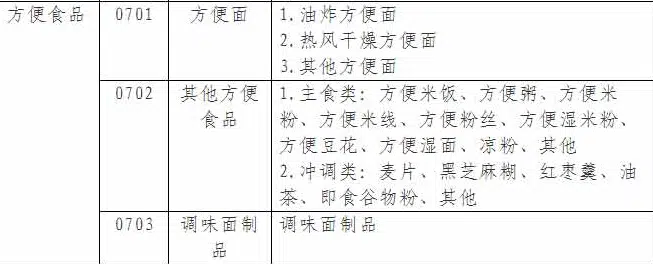 方便食品 0701 方便面 1.油炸方便面
2.热风干燥方便面
3.其他方便面
0702 其他方便食品 1.主食类：方便米饭、方便粥、方便米
粉、方便米线、方便粉丝、方便湿米粉、
方便豆花、方便湿面、凉粉、其他
2.冲调类：麦片、黑芝麻糊、红枣羹、油
茶、即食谷物粉、其他
0703 调味面制品 调味面制品